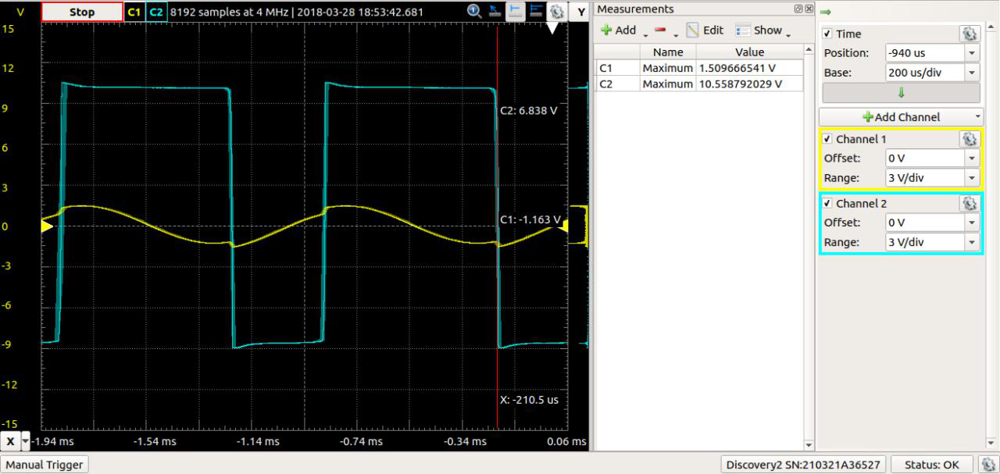 V Stop C1 C2 8192 samples at 4 MHz | 2018-03-28 18:53:42.681 Y
15
12
9
6
3
0
-3
-6
-9
-12
-15
C2: 6.838 V
C1: -1.163 V
X: -210.5 us
X -1.94 ms -1.54 ms -1.14 ms -0.74 ms -0.34 ms 0.06 ms
Measurements
Add Edit Show
Name Value
C1 Maximum 1.509666541 V
C2 Maximum 10.558792029 V
Time
Position: -940 us
Base: 200 us/div
Add Channel
Channel 1
Offset: 0 V
Range: 3 V/div
Channel 2
Offset: 0 V
Range: 3 V/div
Manual Trigger Discovery2 SN:210321A36527 Status: OK